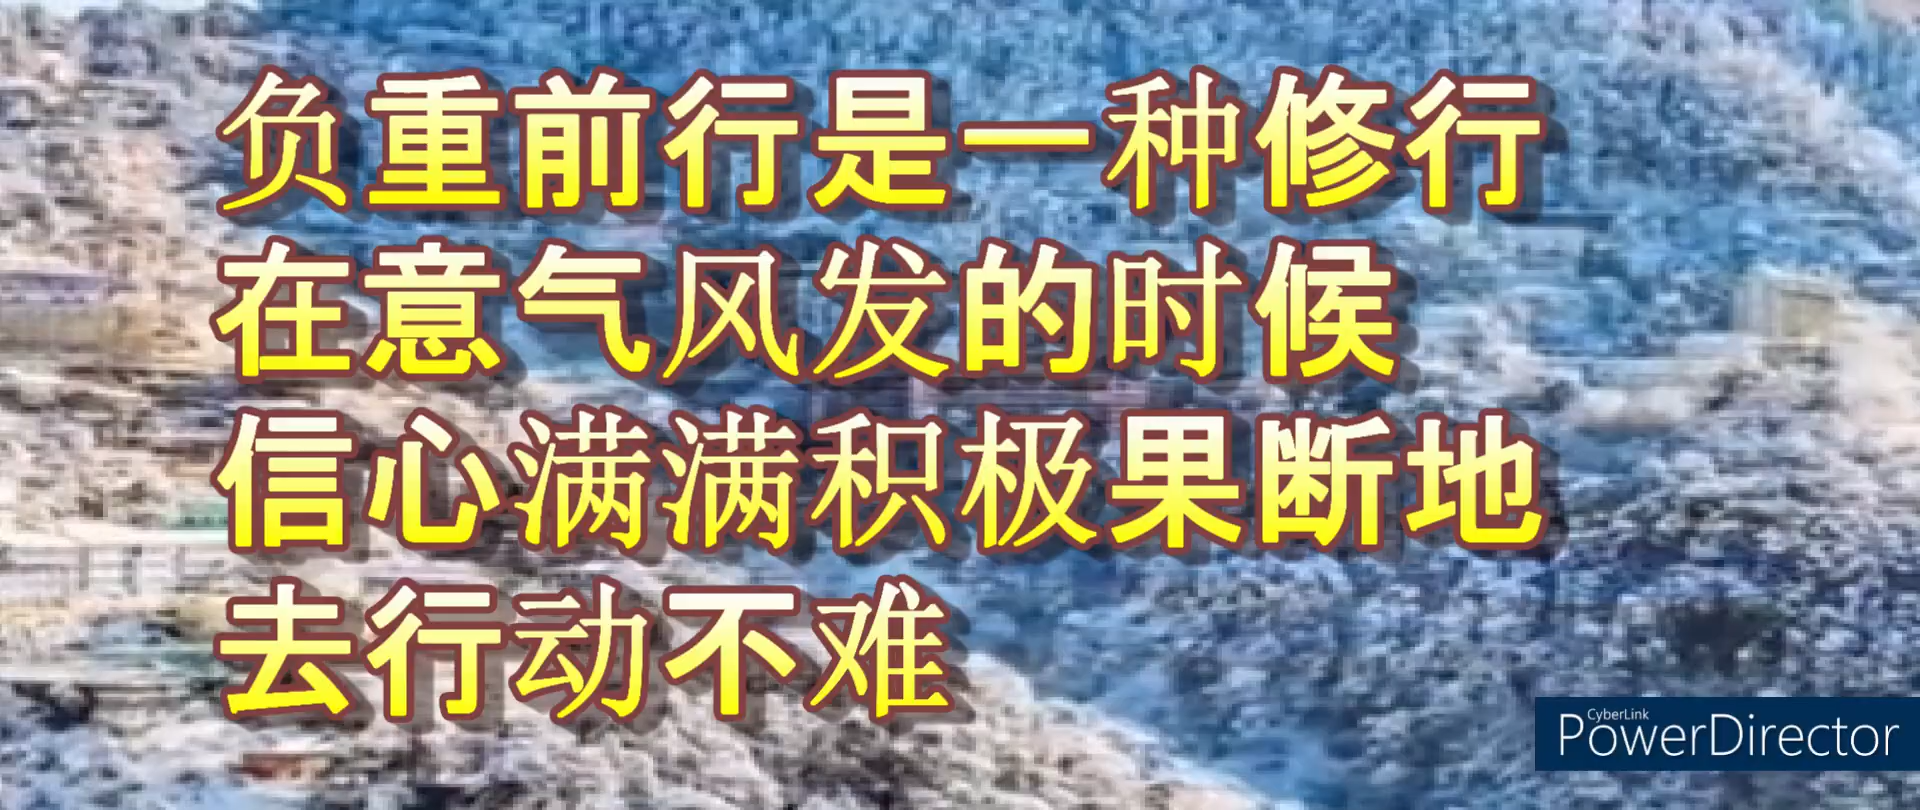 负重前行是一种修行
在意气风发的时候
信心满满积极果断地
去行动不难
CyberLink
PowerDirector